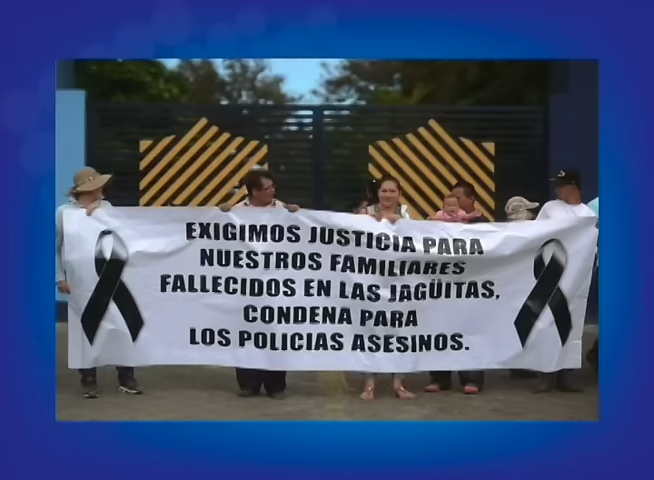 EXIGIMOS JUSTICIA PARA
NUESTROS FAMILIARES
FALLECIDOS EN LAS JAGÜITAS,
CONDENA PARA
LOS POLICIAS ASESINOS.